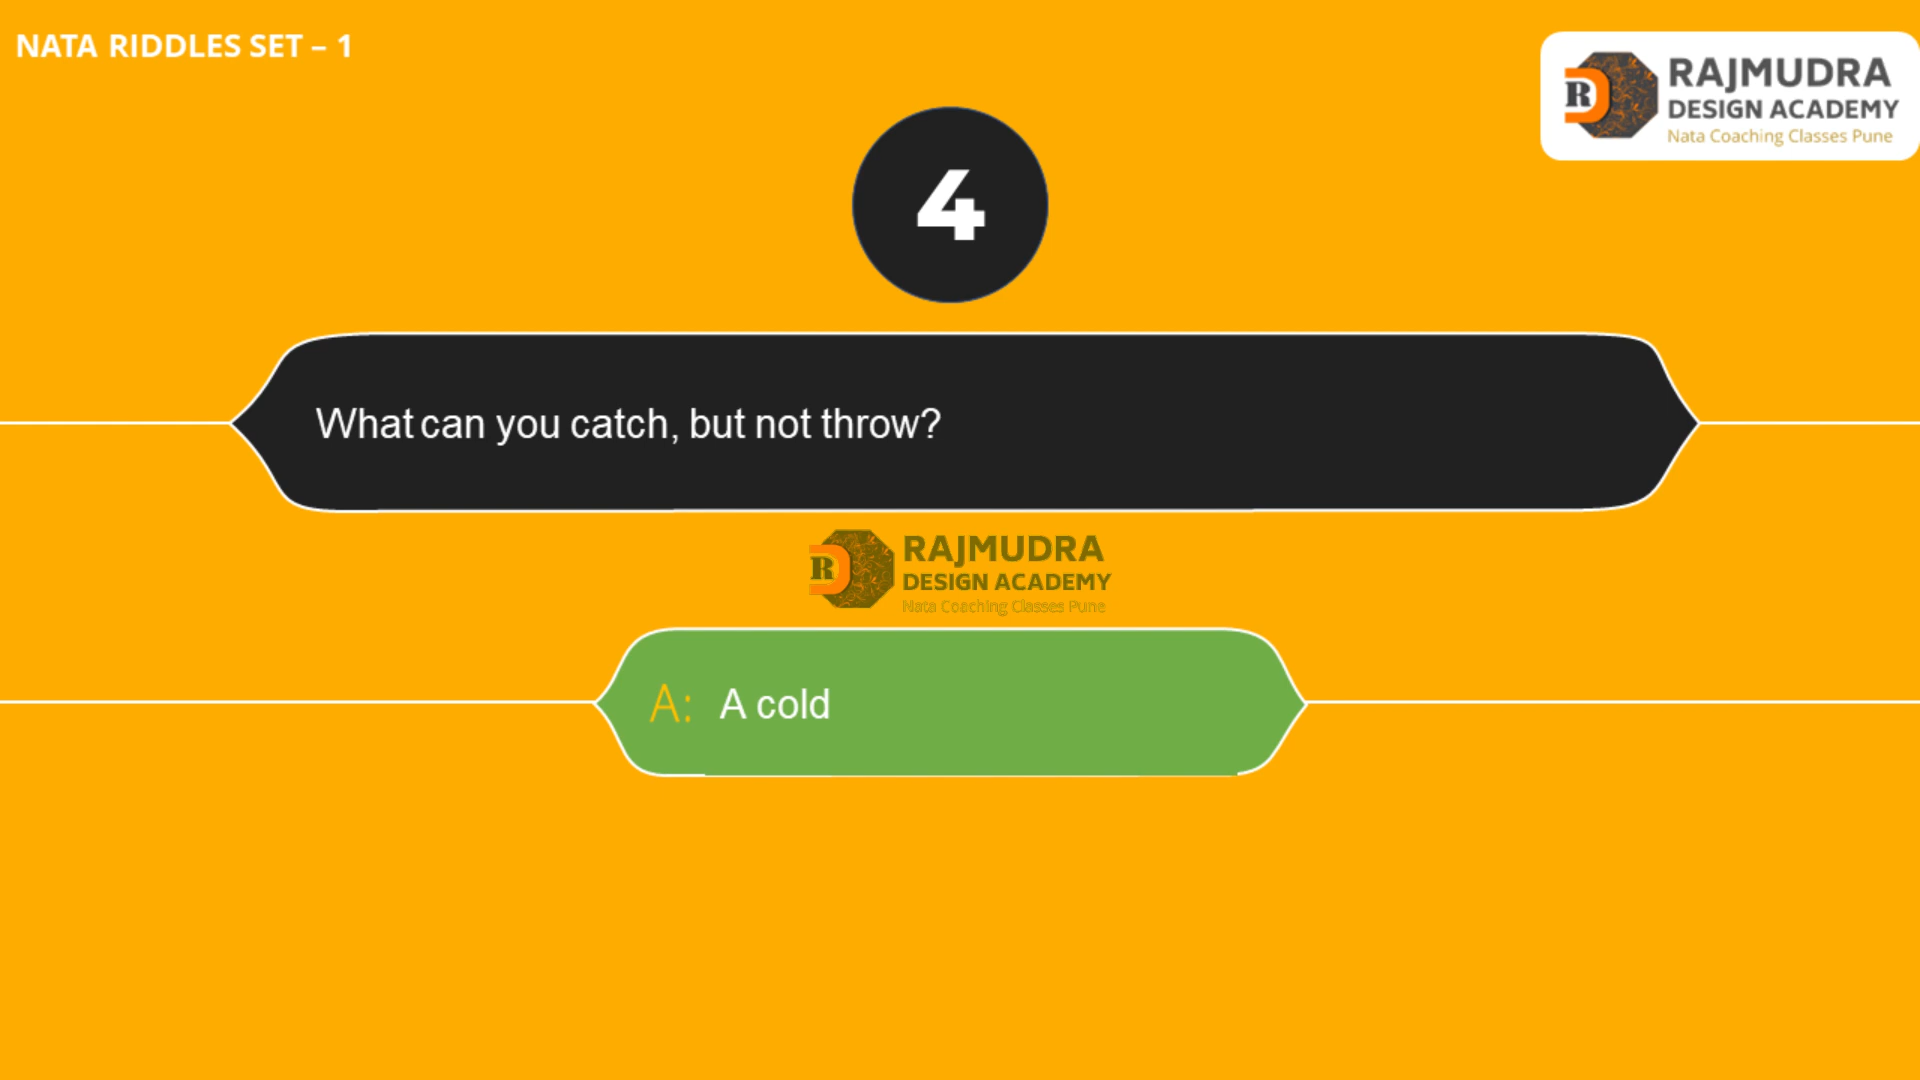 NATA RIDDLES SET – 1
RAJMUDRA
DESIGN ACADEMY
Nata Coaching Classes Pune
R
4
What can you catch, but not throw?
R
RAJMUDRA
DESIGN ACADEMY
Nata Coaching Classes Pune
A: A cold